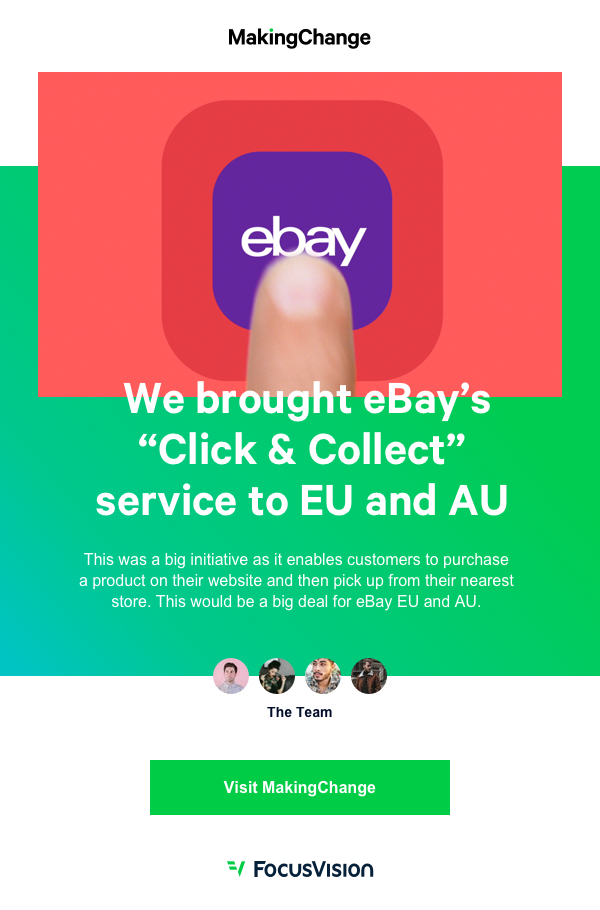 MakingChange
ebay
We brought eBay’s
“Click & Collect”
service to EU and AU
This was a big initiative as it enables customers to purchase
a product on their website and then pick up from their nearest
store. This would be a big deal for eBay EU and AU.
The Team
Visit MakingChange
FocusVision